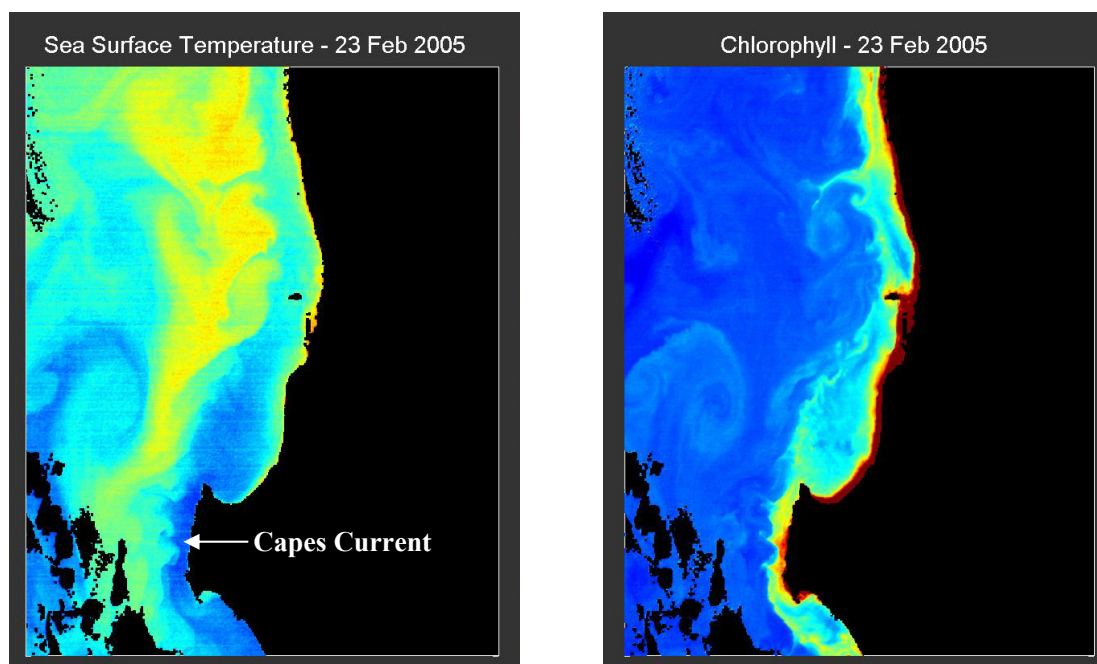 Sea Surface Temperature - 23 Feb 2005
Chlorophyll - 23 Feb 2005
Capes Current